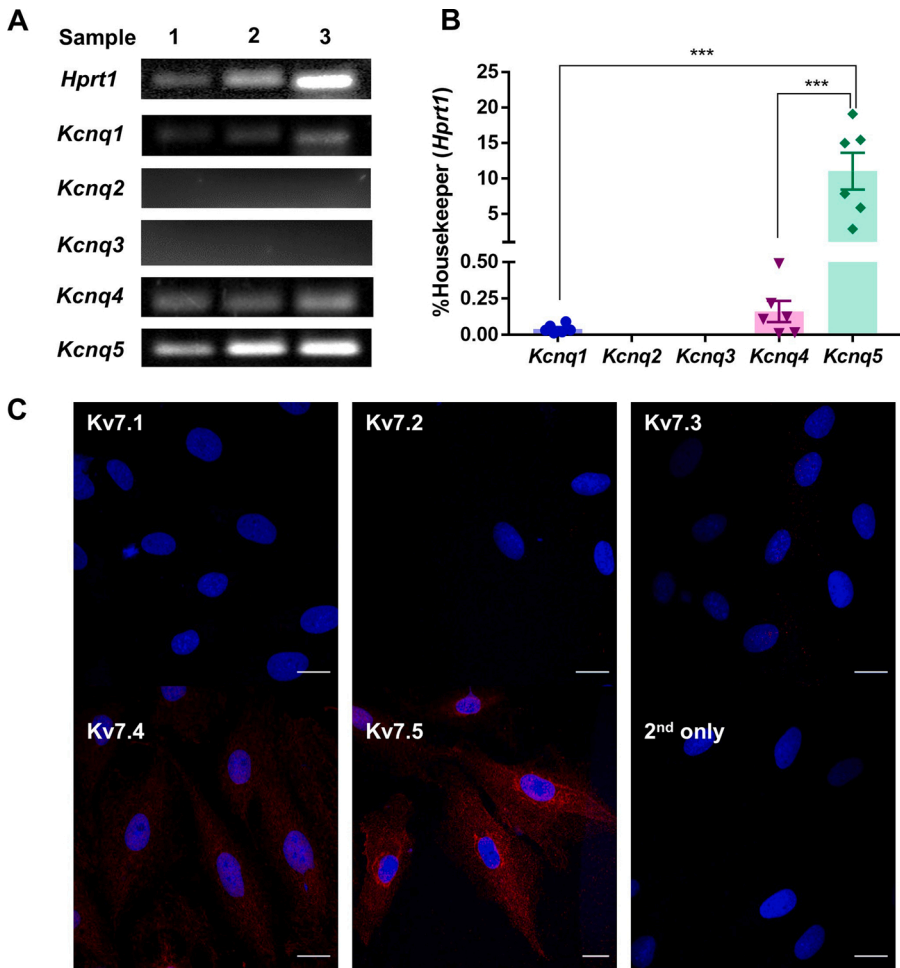 A
Sample 1 2 3
Hprt1
Kcnq1
Kcnq2
Kcnq3
Kcnq4
Kcnq5
B
***
***
%Housekeeper (Hprt1)
25
20
15
10
5
0.50
0.25
0.00
Kcnq1 Kcnq2 Kcnq3 Kcnq4 Kcnq5
C
Kv7.1 Kv7.2 Kv7.3
Kv7.4 Kv7.5 2nd only